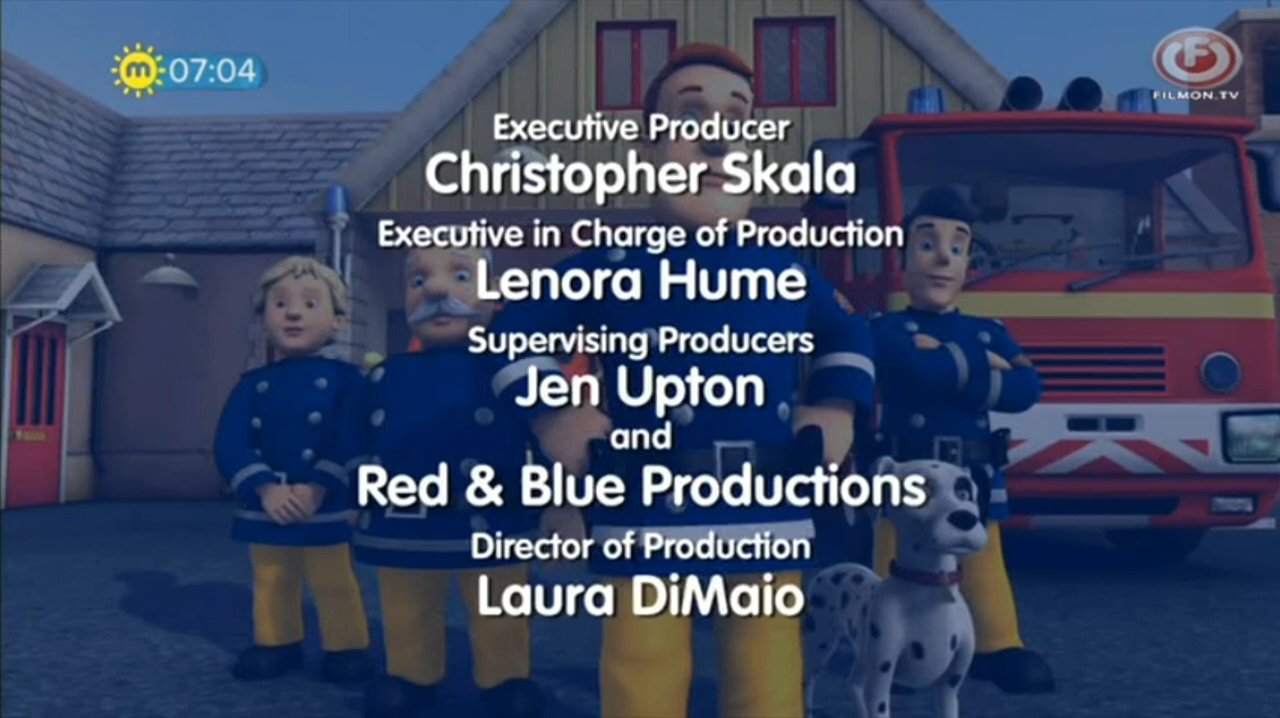 m 07:04
F
FILMON.TV
Executive Producer
Christopher Skala
Executive in Charge of Production
Lenora Hume
Supervising Producers
Jen Upton
and
Red & Blue Productions
Director of Production
Laura DiMaio